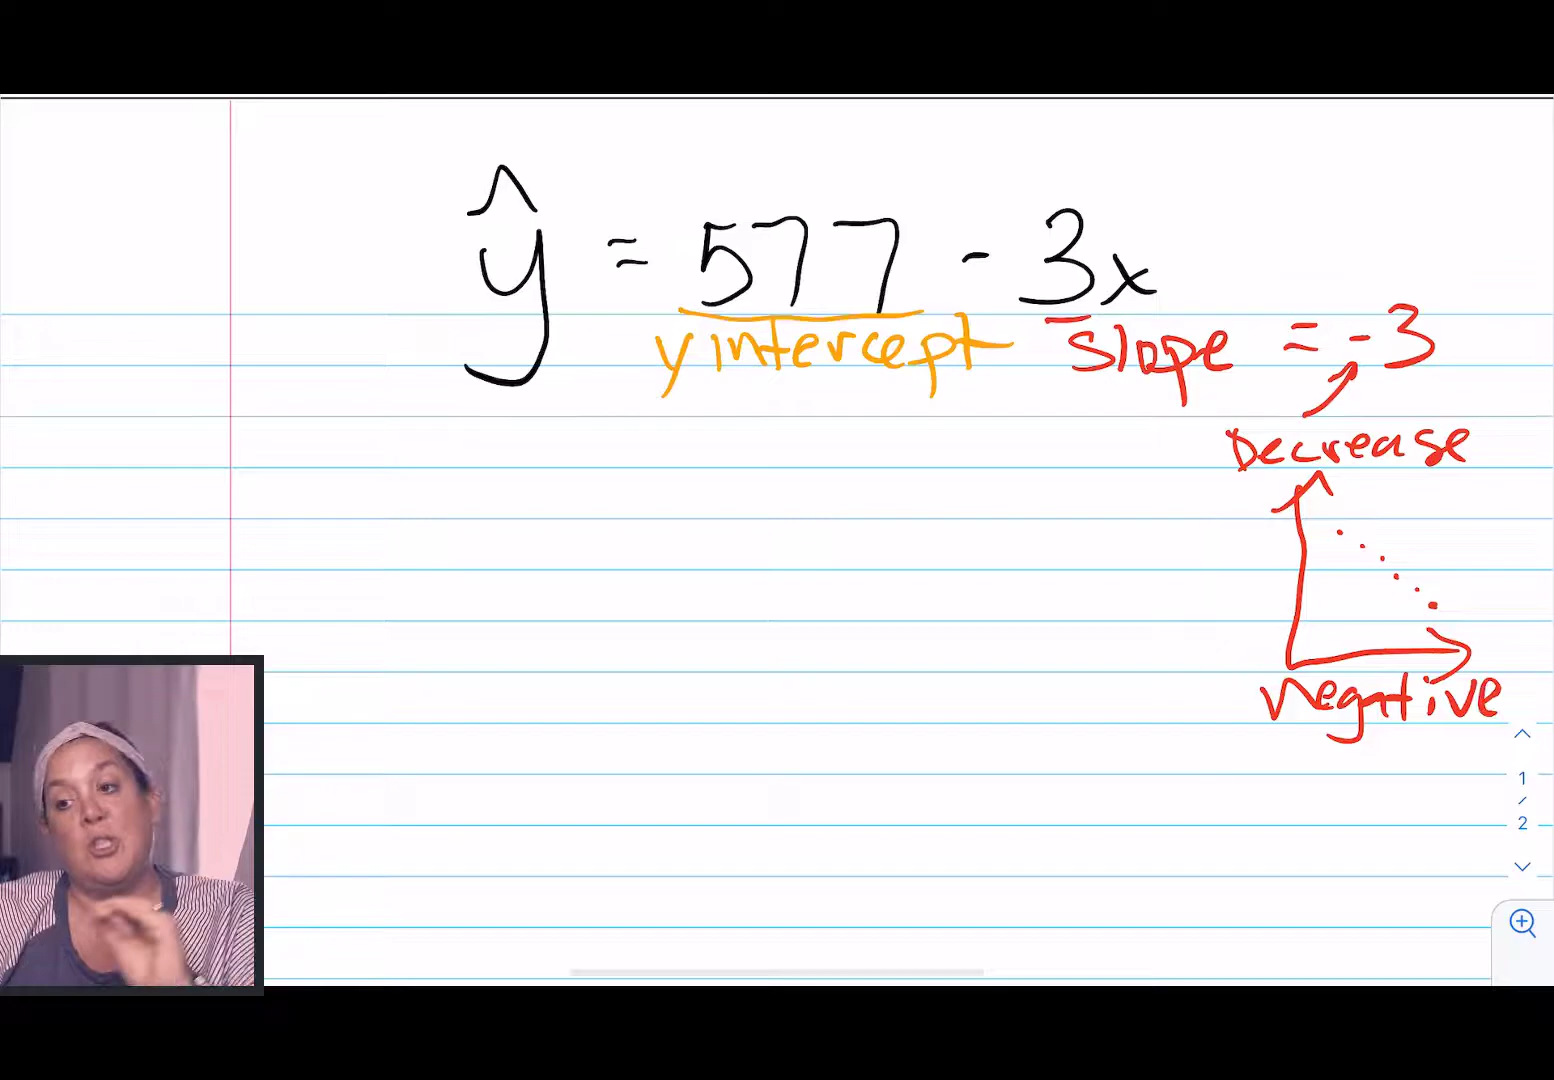 ŷ = 577 - 3x
y intercept
slope = -3
Decrease
negative
1
/
2